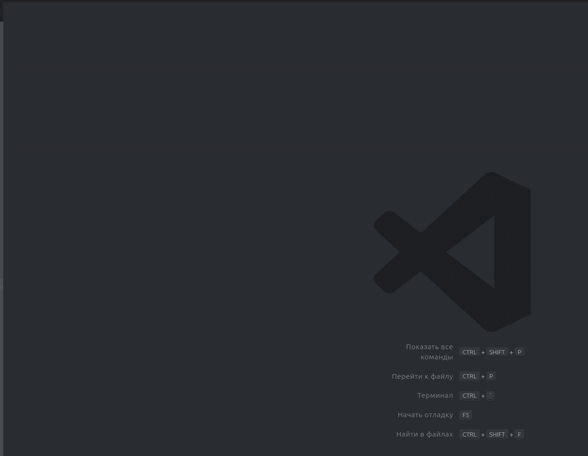 Показать все CTRL + SHIFT + P
команды
Перейти к файлу CTRL + P
Терминал CTRL + `
Начать отладку F5
Найти в файлах CTRL + SHIFT + F